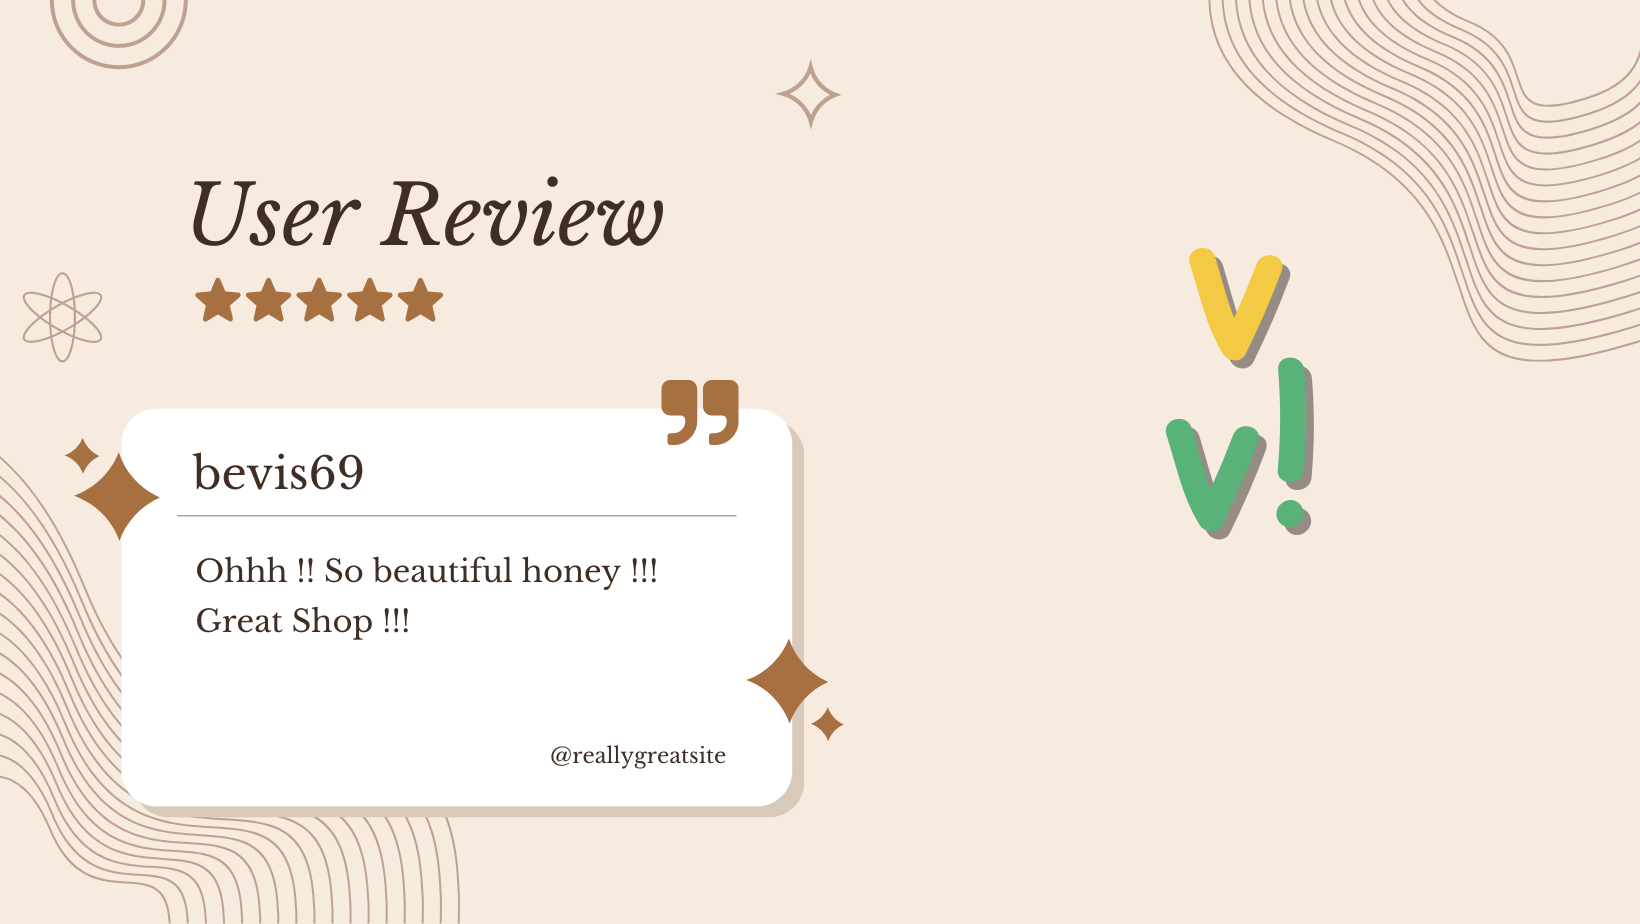 User Review
bevis69
Ohhh !! So beautiful honey !!!
Great Shop !!!
@reallygreatsite
v
v!